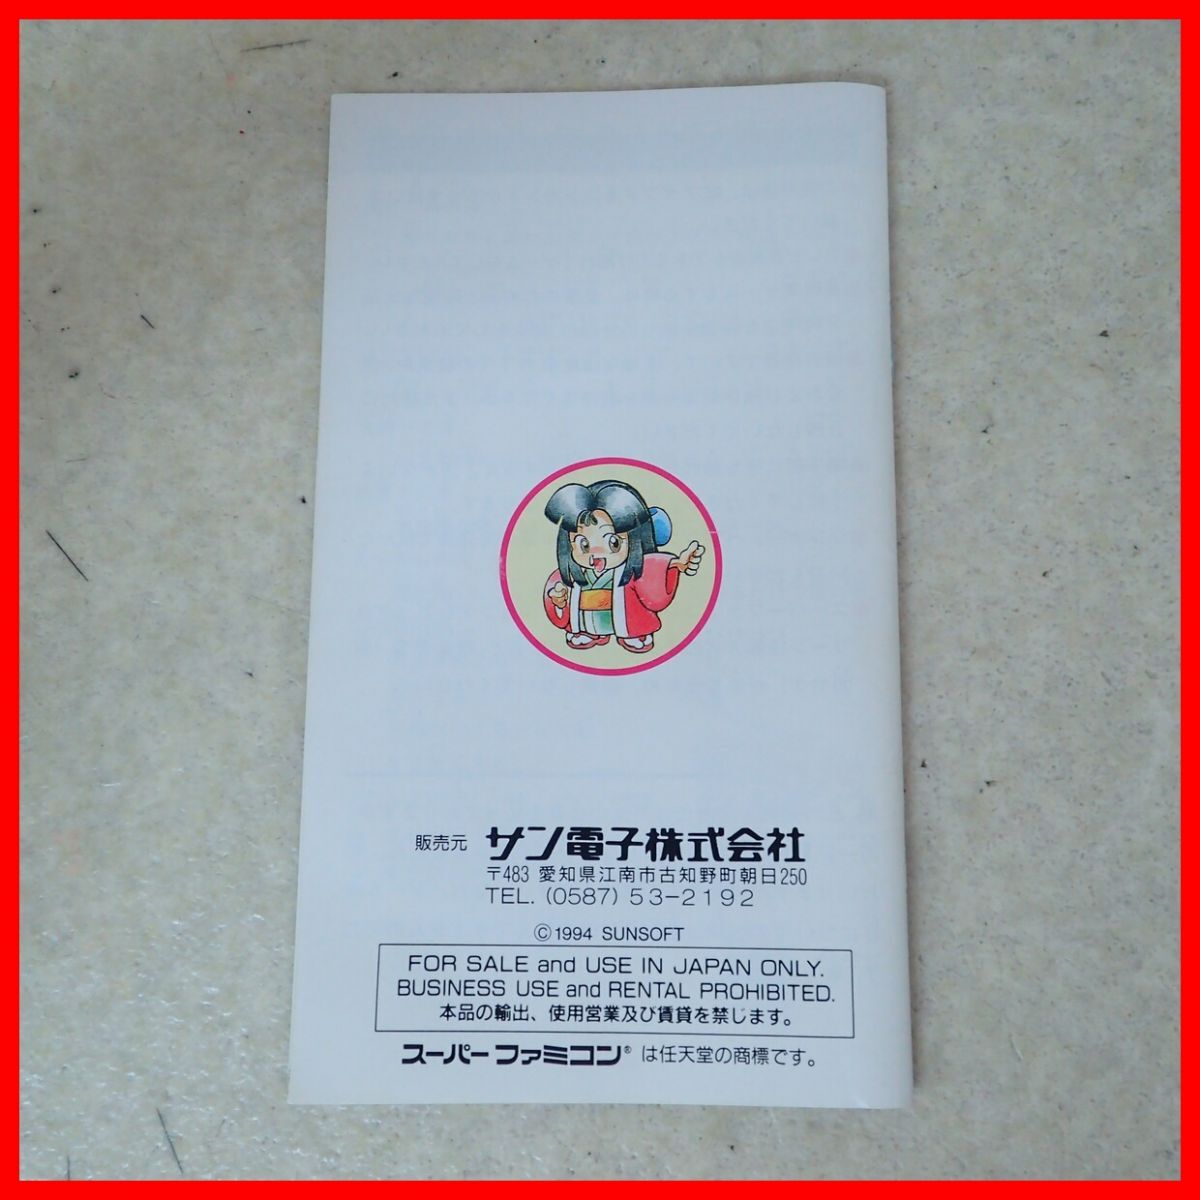 販売元 サン電子株式会社
〒483 愛知県江南市古知野町朝日250
TEL. (0587) 53-2192
©1994 SUNSOFT
FOR SALE and USE IN JAPAN ONLY.
BUSINESS USE and RENTAL PROHIBITED.
本品の輸出、使用営業及び賃貸を禁じます。
スーパーファミコン® は任天堂の商標です。